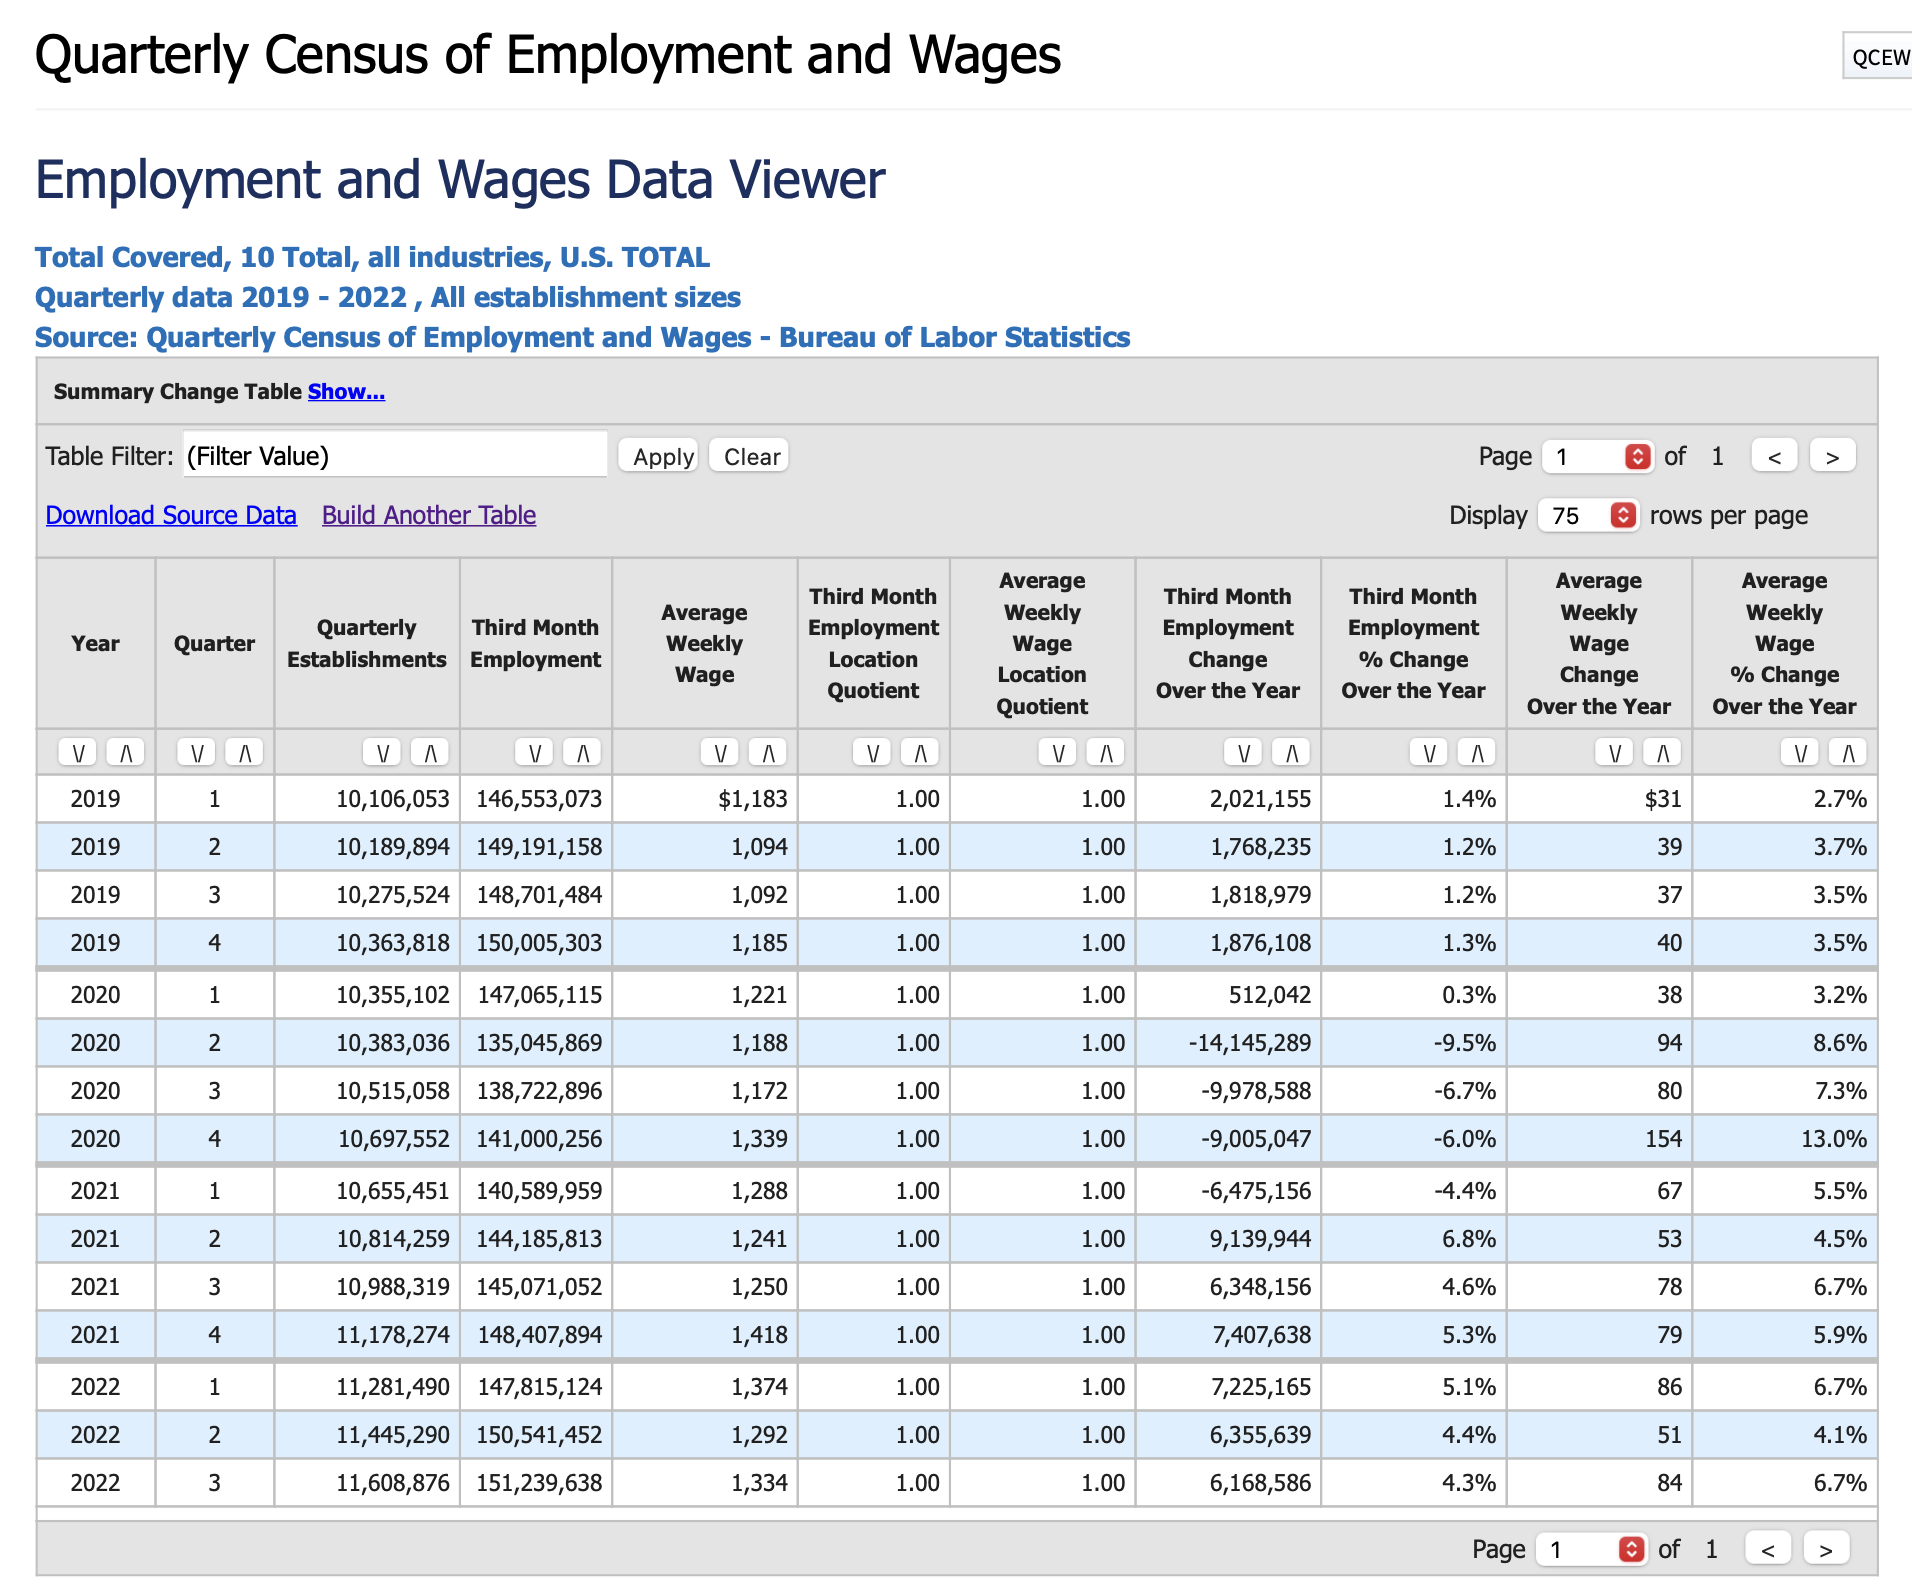 Quarterly Census of Employment and Wages
QCEW
Employment and Wages Data Viewer
Total Covered, 10 Total, all industries, U.S. TOTAL
Quarterly data 2019 - 2022 , All establishment sizes
Source: Quarterly Census of Employment and Wages - Bureau of Labor Statistics
Summary Change Table Show...
Table Filter: (Filter Value) Apply Clear Page 1 of 1 < >
Download Source Data Build Another Table Display 75 rows per page
Year
Quarter
Quarterly
Establishments
Third Month
Employment
Average
Weekly
Wage
Third Month
Employment
Location
Quotient
Average
Weekly
Wage
Location
Quotient
Third Month
Employment
Change
Over the Year
Third Month
Employment
% Change
Over the Year
Average
Weekly
Wage
Change
Over the Year
Average
Weekly
Wage
% Change
Over the Year
\/ /\ \/ /\ \/ /\ \/ /\ \/ /\ \/ /\ \/ /\ \/ /\ \/ /\ \/ /\ \/ /\
2019 1 10,106,053 146,553,073 $1,183 1.00 1.00 2,021,155 1.4% $31 2.7%
2019 2 10,189,894 149,191,158 1,094 1.00 1.00 1,768,235 1.2% 39 3.7%
2019 3 10,275,524 148,701,484 1,092 1.00 1.00 1,818,979 1.2% 37 3.5%
2019 4 10,363,818 150,005,303 1,185 1.00 1.00 1,876,108 1.3% 40 3.5%
2020 1 10,355,102 147,065,115 1,221 1.00 1.00 512,042 0.3% 38 3.2%
2020 2 10,383,036 135,045,869 1,188 1.00 1.00 -14,145,289 -9.5% 94 8.6%
2020 3 10,515,058 138,722,896 1,172 1.00 1.00 -9,978,588 -6.7% 80 7.3%
2020 4 10,697,552 141,000,256 1,339 1.00 1.00 -9,005,047 -6.0% 154 13.0%
2021 1 10,655,451 140,589,959 1,288 1.00 1.00 -6,475,156 -4.4% 67 5.5%
2021 2 10,814,259 144,185,813 1,241 1.00 1.00 9,139,944 6.8% 53 4.5%
2021 3 10,988,319 145,071,052 1,250 1.00 1.00 6,348,156 4.6% 78 6.7%
2021 4 11,178,274 148,407,894 1,418 1.00 1.00 7,407,638 5.3% 79 5.9%
2022 1 11,281,490 147,815,124 1,374 1.00 1.00 7,225,165 5.1% 86 6.7%
2022 2 11,445,290 150,541,452 1,292 1.00 1.00 6,355,639 4.4% 51 4.1%
2022 3 11,608,876 151,239,638 1,334 1.00 1.00 6,168,586 4.3% 84 6.7%
Page 1 of 1 < >